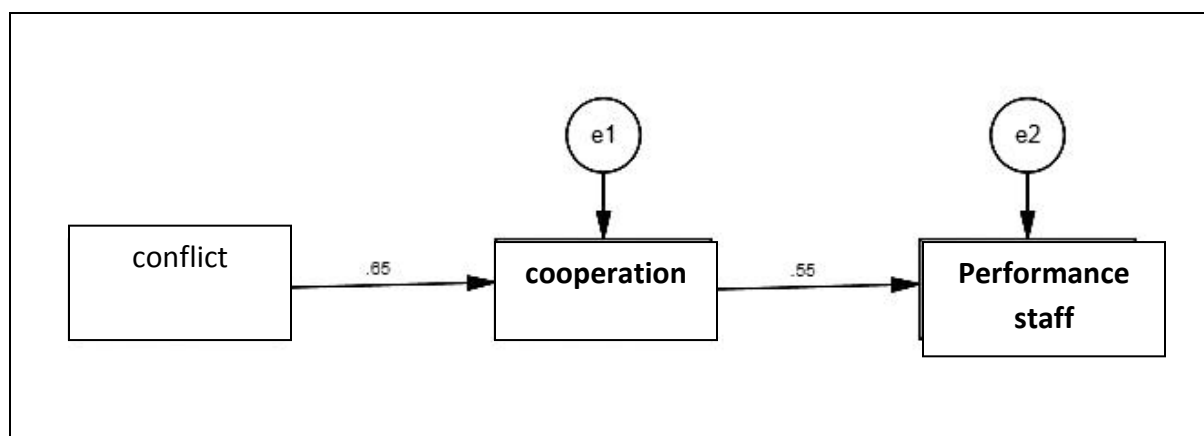 e1
e2
conflict
.65
cooperation
.55
Performance
staff